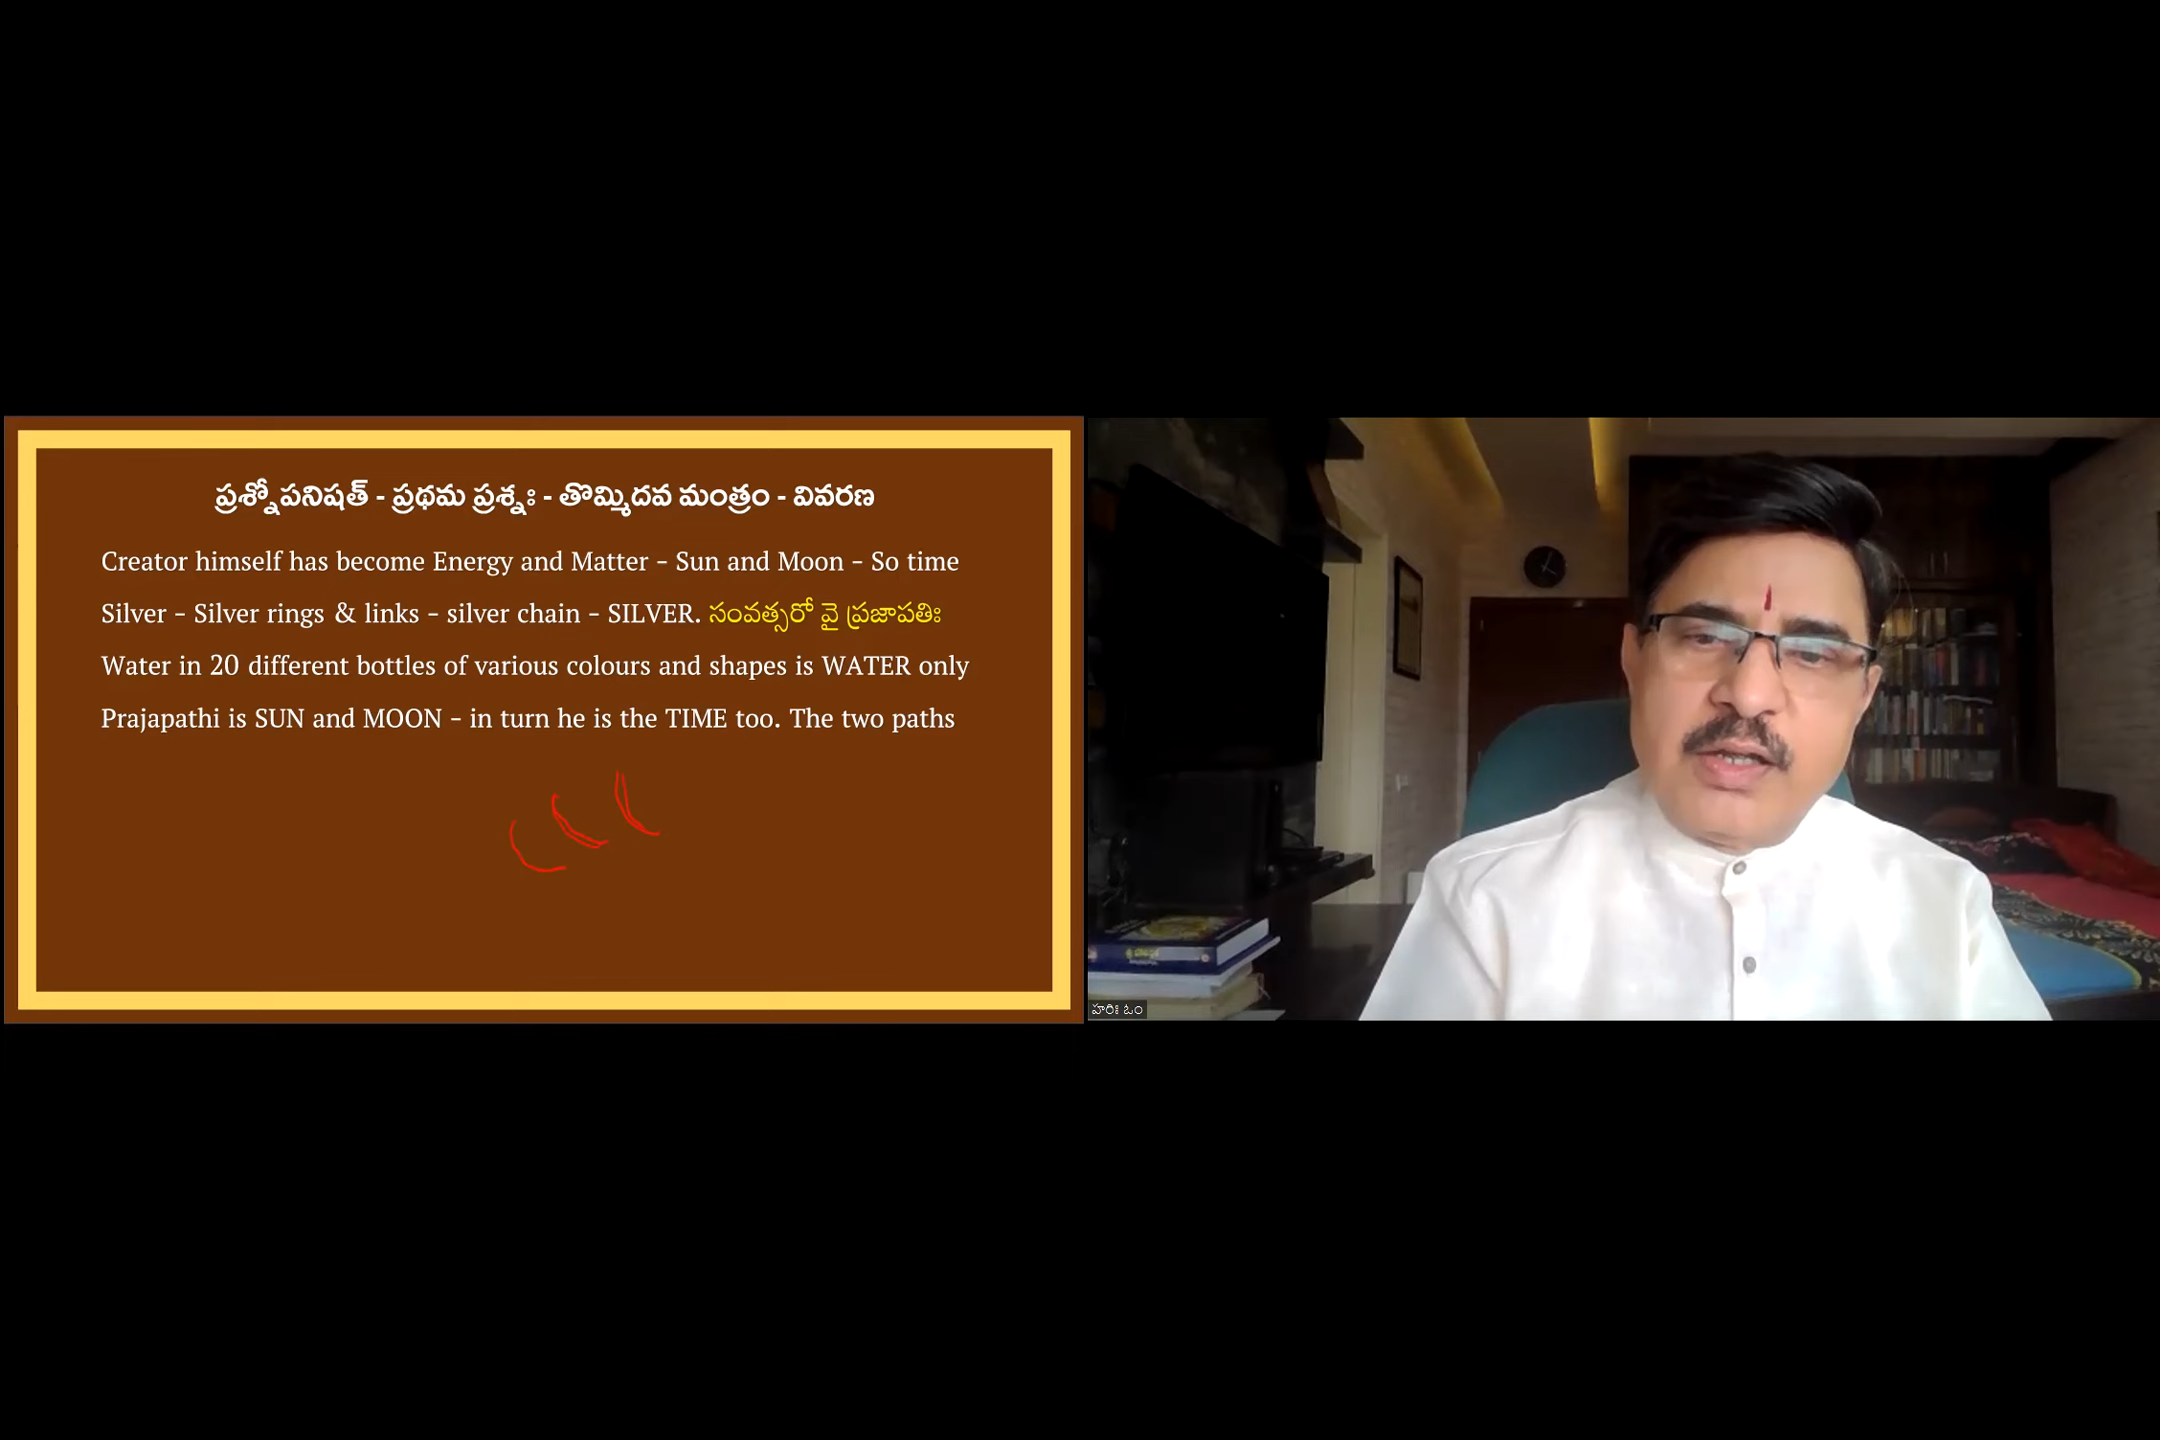 ప్రశ్నోపనిషత్ - ప్రథమ ప్రశ్నః - తొమ్మిదవ మంత్రం - వివరణ
Creator himself has become Energy and Matter - Sun and Moon - So time
Silver - Silver rings & links - silver chain - SILVER. సంవత్సరో వై ప్రజాపతిః
Water in 20 different bottles of various colours and shapes is WATER only
Prajapathi is SUN and MOON - in turn he is the TIME too. The two paths
హరిః ఓం